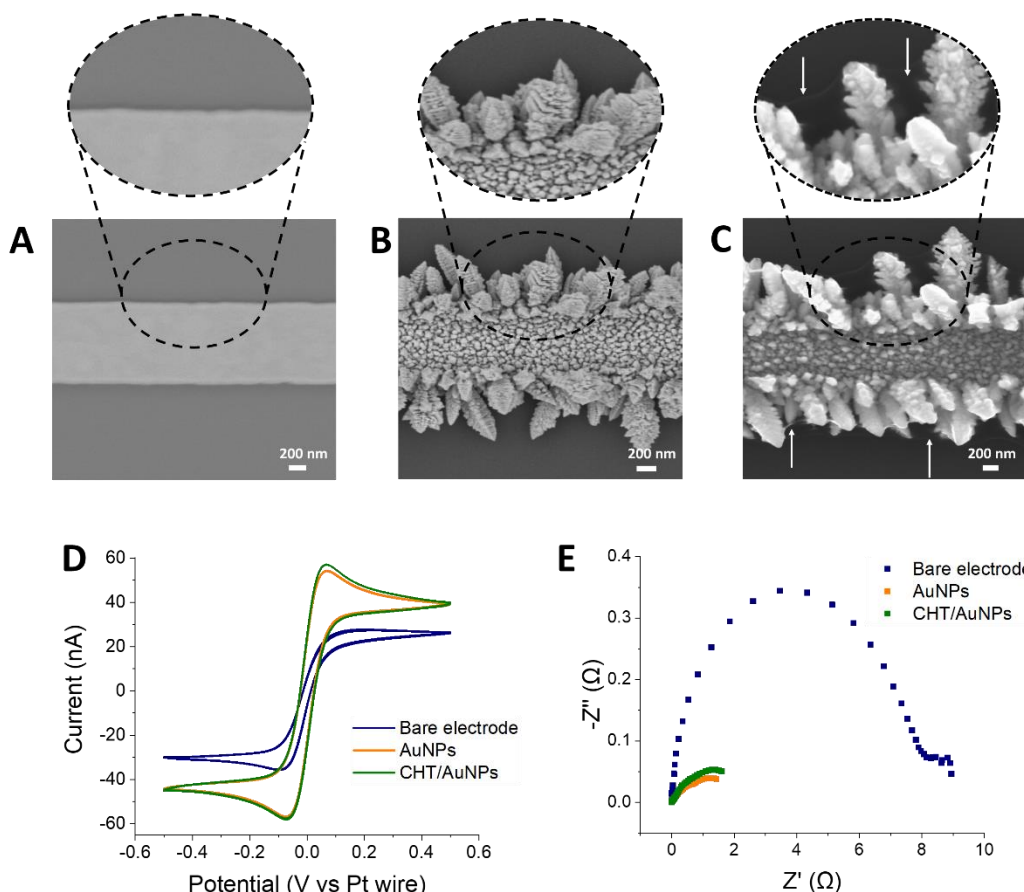 A
B
C
200 nm
200 nm
200 nm
D
60
40
20
0
-20
-40
-60
Current (nA)
Bare electrode
AuNPs
CHT/AuNPs
-0.6
-0.4
-0.2
0.0
0.2
0.4
0.6
Potential (V vs Pt wire)
E
0.4
0.3
0.2
0.1
0.0
-Z'' (Ω)
Bare electrode
AuNPs
CHT/AuNPs
0
2
4
6
8
10
Z' (Ω)